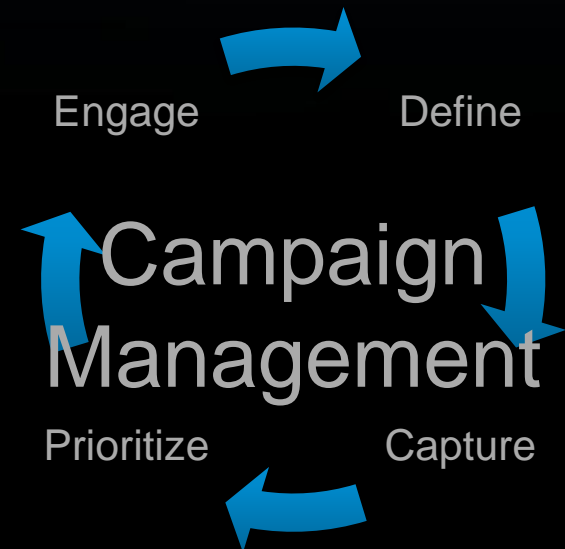 Engage
Define
Campaign
Management
Prioritize
Capture